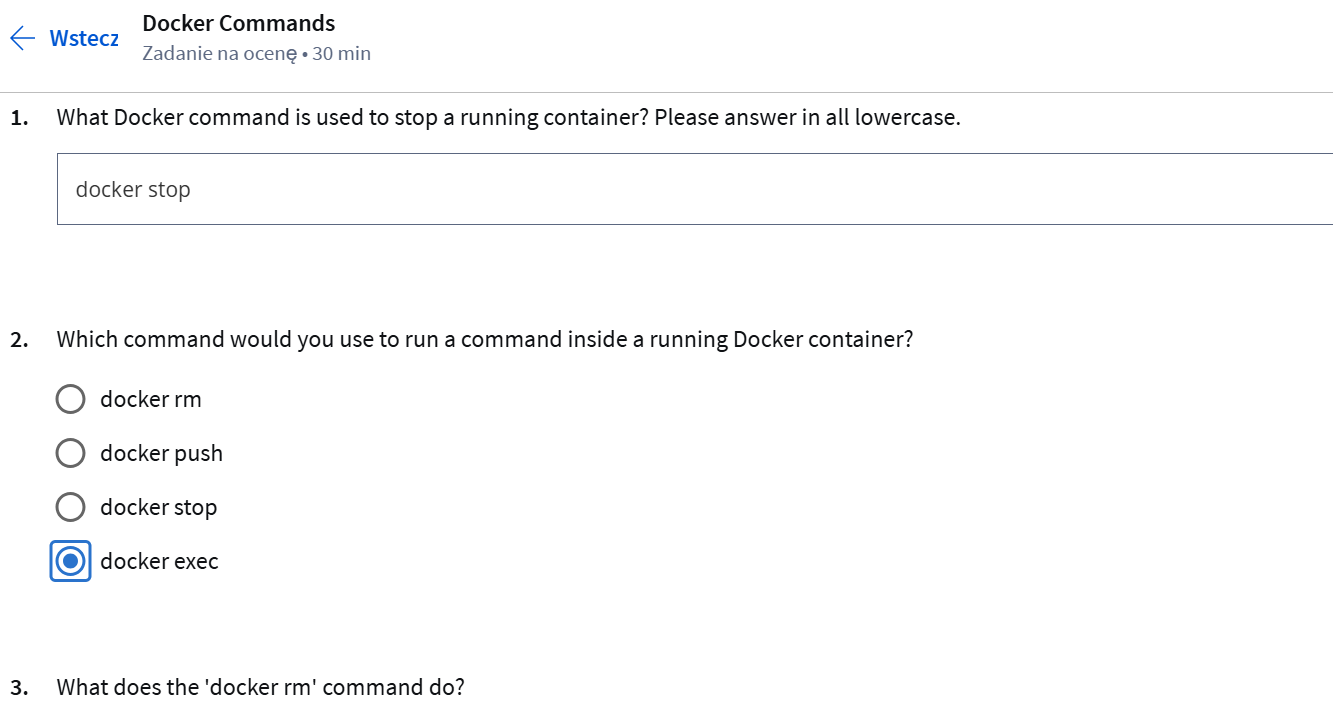 Wstecz
Docker Commands
Zadanie na ocenę • 30 min
1. What Docker command is used to stop a running container? Please answer in all lowercase.
docker stop
2. Which command would you use to run a command inside a running Docker container?
docker rm
docker push
docker stop
docker exec
3. What does the 'docker rm' command do?